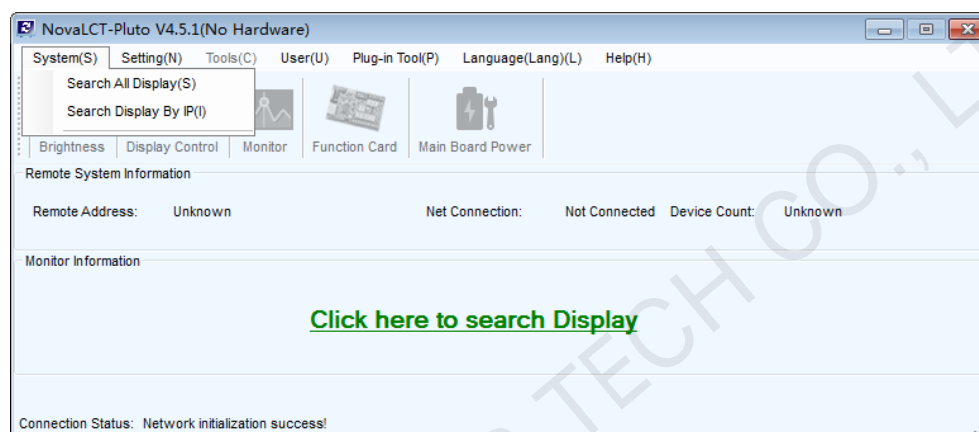 NovaLCT-Pluto V4.5.1(No Hardware)
System(S) Setting(N) Tools(C) User(U) Plug-in Tool(P) Language(Lang)(L) Help(H)
Search All Display(S)
Search Display By IP(I)
Brightness Display Control Monitor Function Card Main Board Power
Remote System Information
Remote Address: Unknown Net Connection: Not Connected Device Count: Unknown
Monitor Information
Click here to search Display
Connection Status: Network initialization success!
TECH CO., LT